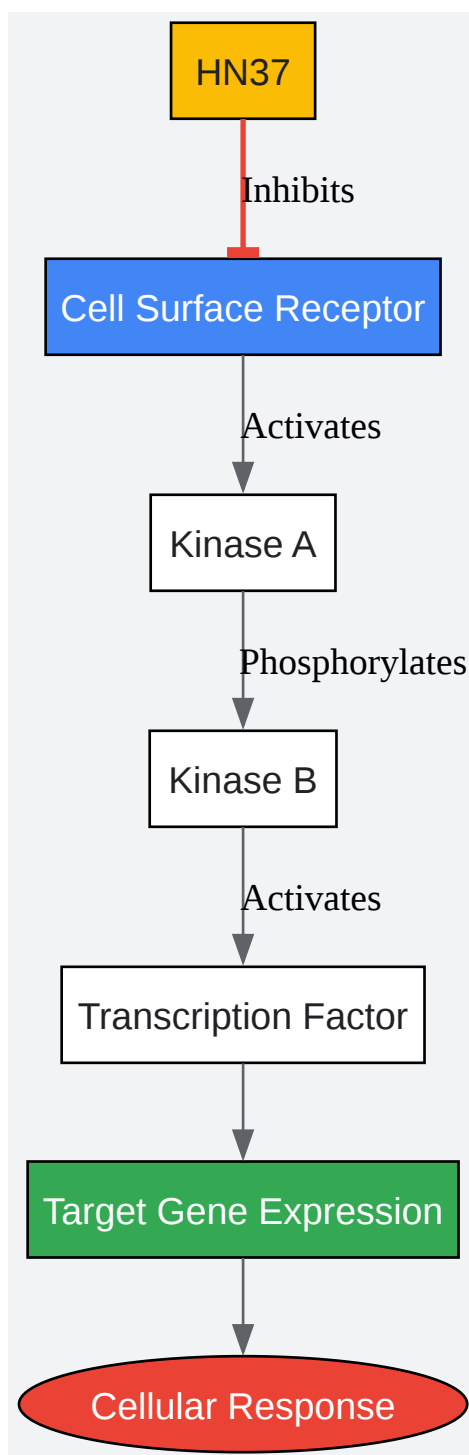 HN37
Inhibits
Cell Surface Receptor
Activates
Kinase A
Phosphorylates
Kinase B
Activates
Transcription Factor
Target Gene Expression
Cellular Response